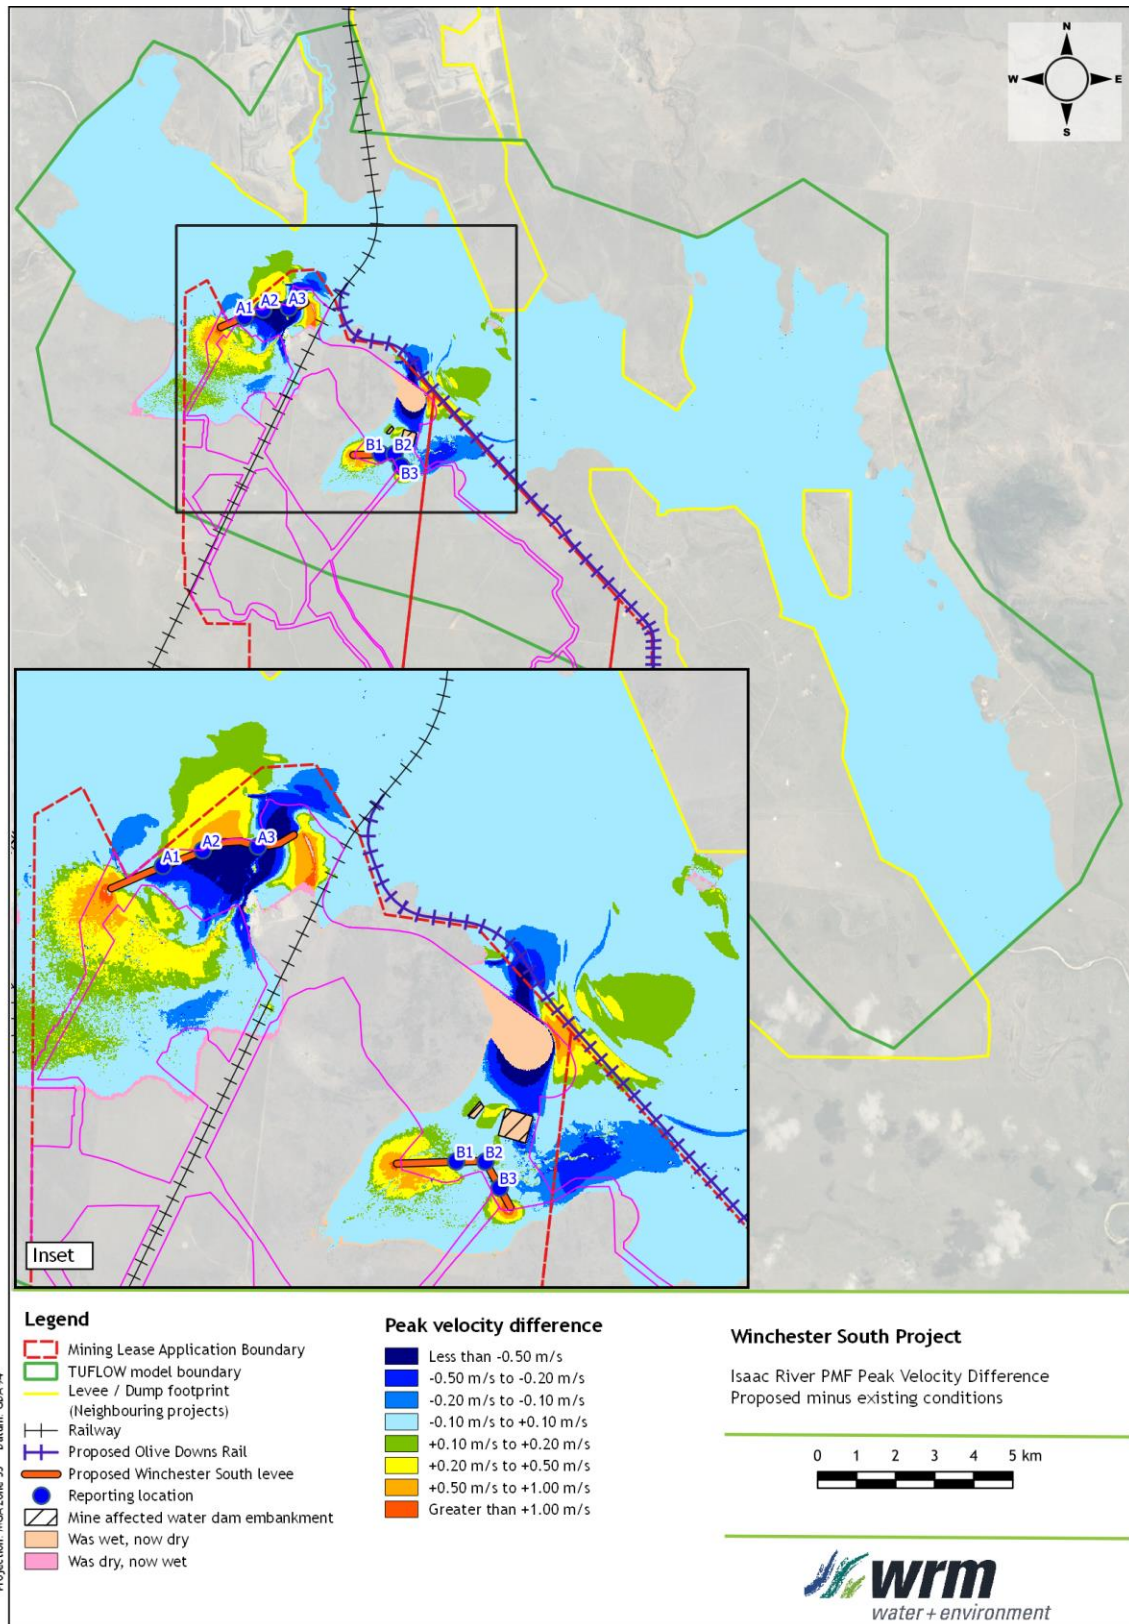 N
W
E
S
A1
A2
A3
B1
B2
B3
A1
A2
A3
B1
B2
B3
Inset
Legend
Mining Lease Application Boundary
TUFLOW model boundary
Levee / Dump footprint
(Neighbouring projects)
Railway
Proposed Olive Downs Rail
Proposed Winchester South levee
Reporting location
Mine affected water dam embankment
Was wet, now dry
Was dry, now wet
Peak velocity difference
Less than -0.50 m/s
-0.50 m/s to -0.20 m/s
-0.20 m/s to -0.10 m/s
-0.10 m/s to +0.10 m/s
+0.10 m/s to +0.20 m/s
+0.20 m/s to +0.50 m/s
+0.50 m/s to +1.00 m/s
Greater than +1.00 m/s
Winchester South Project
Isaac River PMF Peak Velocity Difference
Proposed minus existing conditions
0 1 2 3 4 5 km
wrm
water + environment